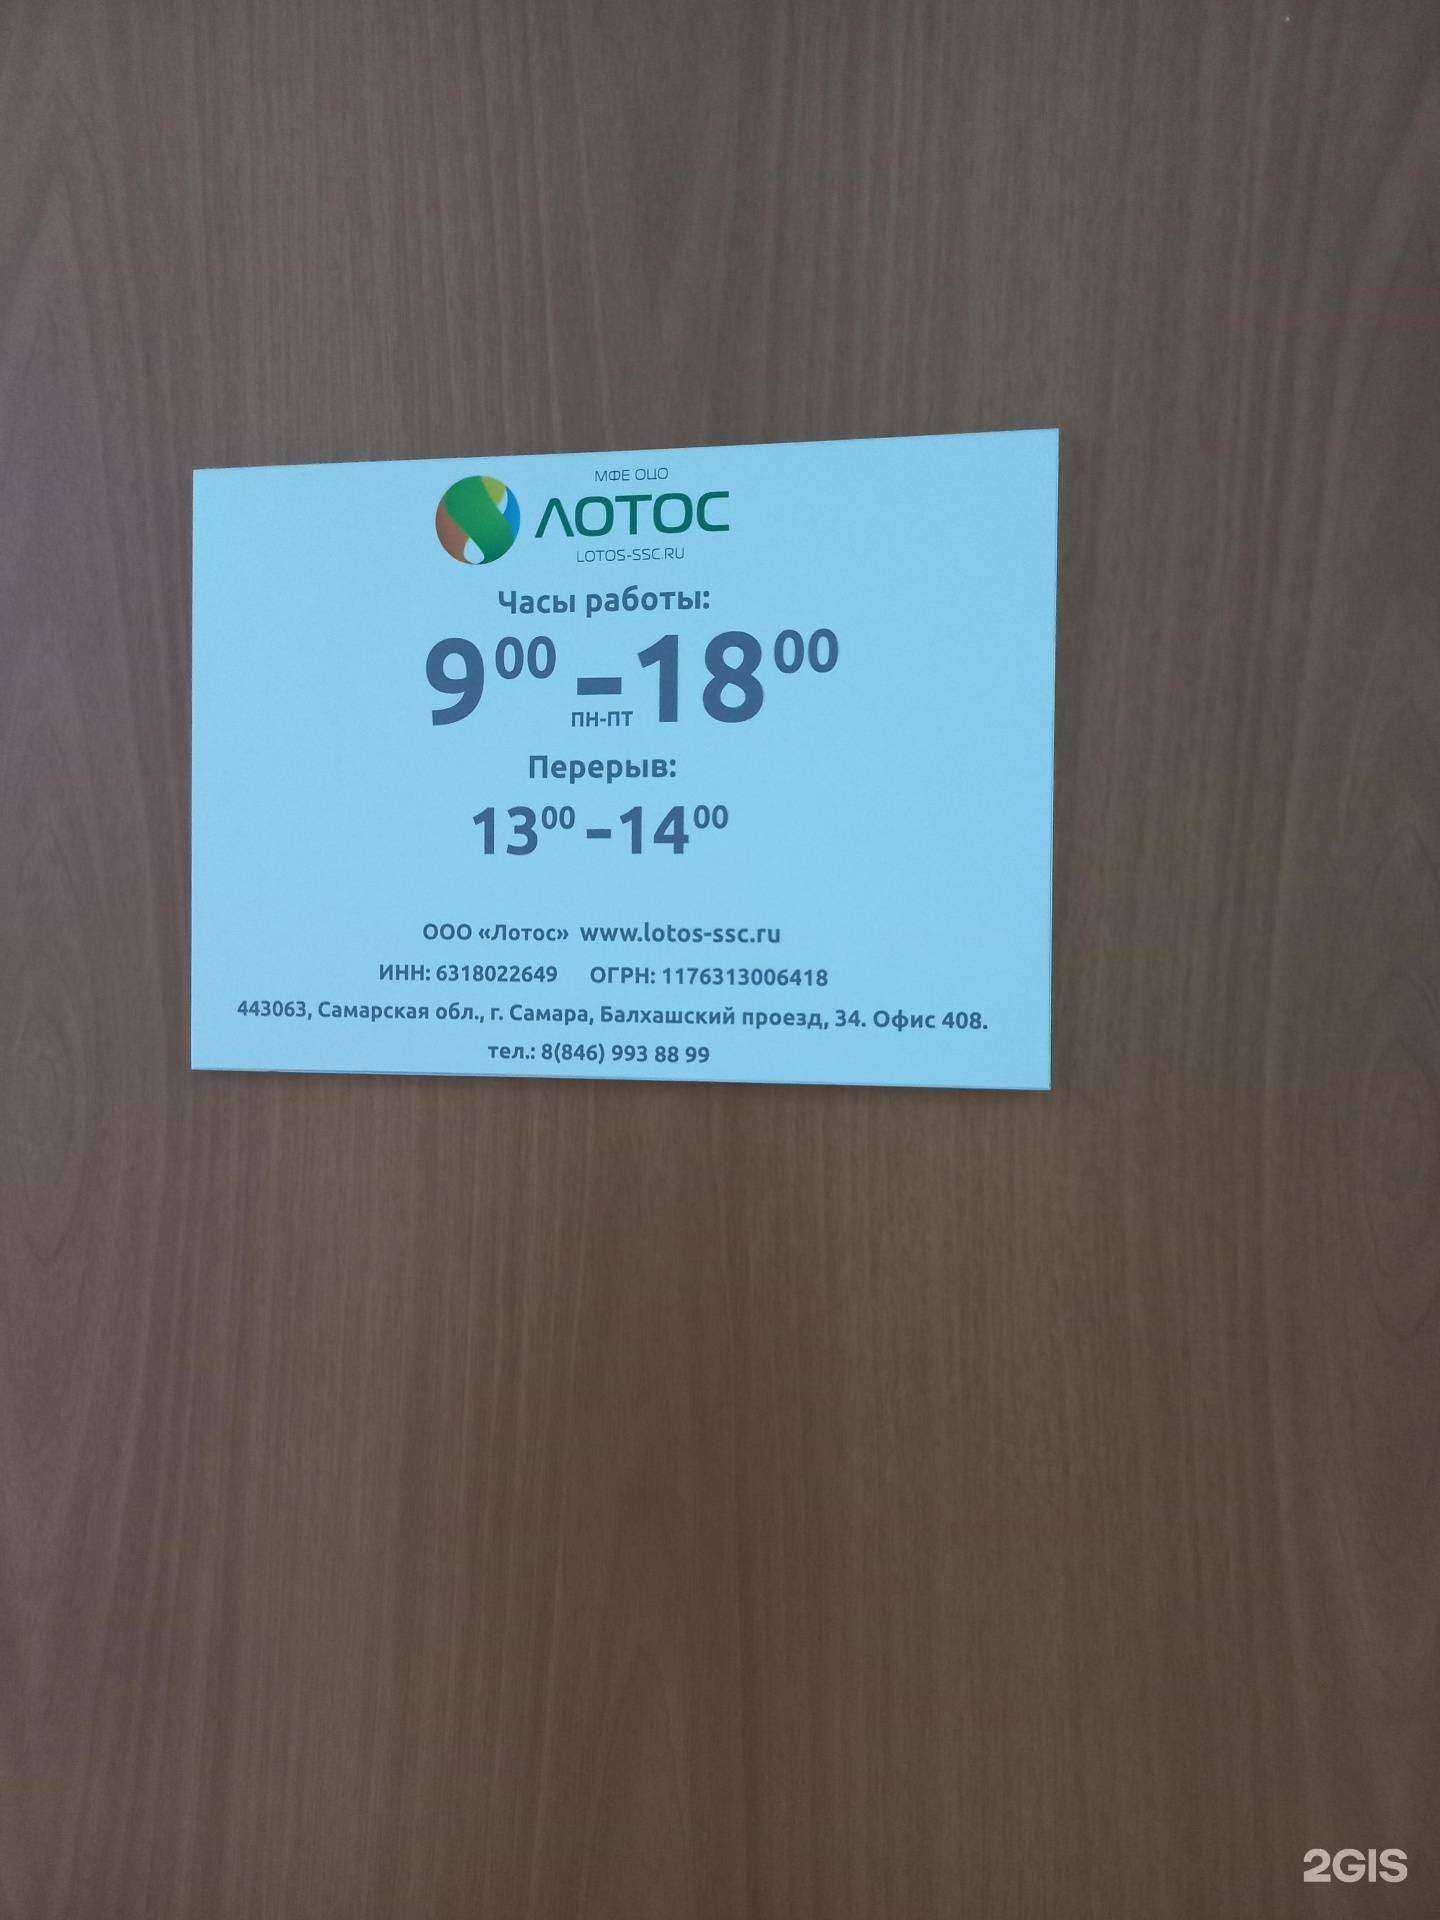 МФЕ ОЦО
ЛОТОС
LOTOS-SSC.RU
Часы работы:
9⁰⁰-18⁰⁰
ПН-ПТ
Перерыв:
13⁰⁰-14⁰⁰
ООО «Лотос» www.lotos-ssc.ru
ИНН: 6318022649 ОГРН: 1176313006418
443063, Самарская обл., г. Самара, Балхашский проезд, 34. Офис 408.
тел.: 8(846) 993 88 99
2GIS